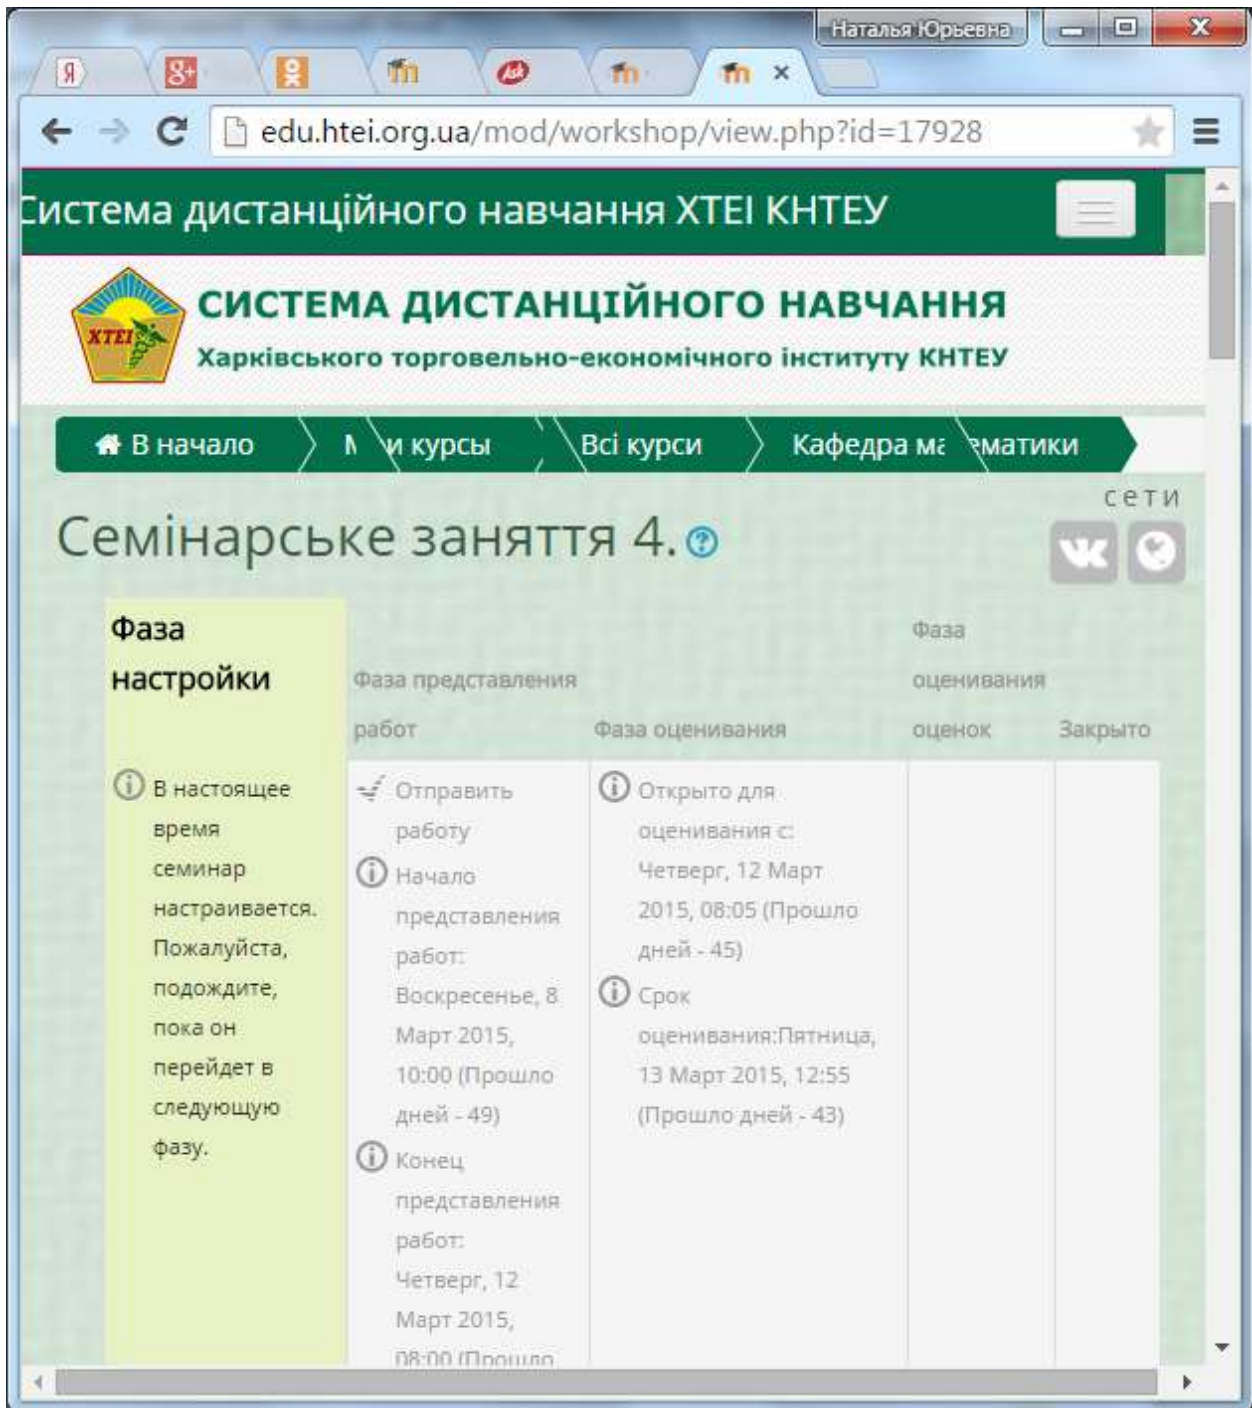 Наталья Юрьевна
edu.htei.org.ua/mod/workshop/view.php?id=17928
Система дистанційного навчання ХТЕІ КНТЕУ
ХТЕІ
СИСТЕМА ДИСТАНЦІЙНОГО НАВЧАННЯ
Харківського торговельно-економічного інституту КНТЕУ
В начало
М и курсы
Всі курси
Кафедра математики
сети
Семінарське заняття 4.
Фаза
настройки
В настоящее
время
семинар
настраивается.
Пожалуйста,
подождите,
пока он
перейдет в
следующую
фазу.
Фаза представления
работ
Отправить
работу
Начало
представления
работ:
Воскресенье, 8
Март 2015,
10:00 (Прошло
дней - 49)
Конец
представления
работ:
Четверг, 12
Март 2015,
08:00 (Прошло
Фаза оценивания
Открыто для
оценивания с:
Четверг, 12 Март
2015, 08:05 (Прошло
дней - 45)
Срок
оценивания:Пятница,
13 Март 2015, 12:55
(Прошло дней - 43)
Фаза
оценивания
оценок
Закрыто